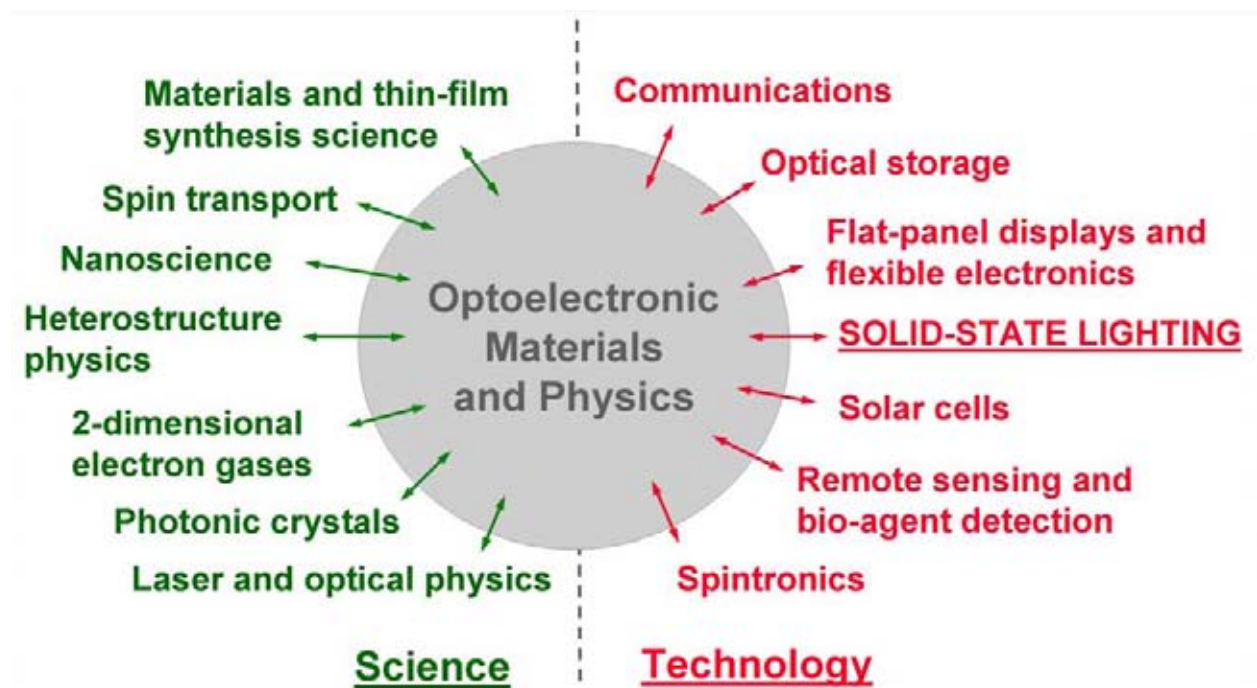 Materials and thin-film
synthesis science
Spin transport
Nanoscience
Heterostructure
physics
2-dimensional
electron gases
Photonic crystals
Laser and optical physics
Science
Optoelectronic
Materials
and Physics
Communications
Optical storage
Flat-panel displays and
flexible electronics
SOLID-STATE LIGHTING
Solar cells
Remote sensing and
bio-agent detection
Spintronics
Technology